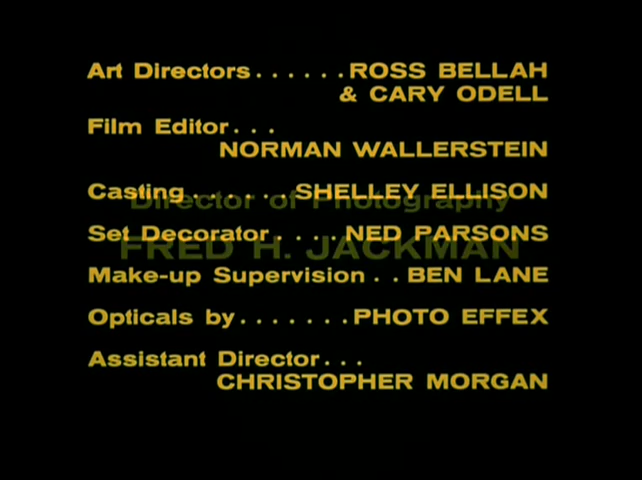 Art Directors . . . . . . ROSS BELLAH
& CARY ODELL
Film Editor . . .
NORMAN WALLERSTEIN
Casting . . . . . . . SHELLEY ELLISON
Director of Photography
Set Decorator . . . . . NED PARSONS
FRED H. JACKMAN
Make-up Supervision . . BEN LANE
Opticals by . . . . . . . PHOTO EFFEX
Assistant Director . . .
CHRISTOPHER MORGAN